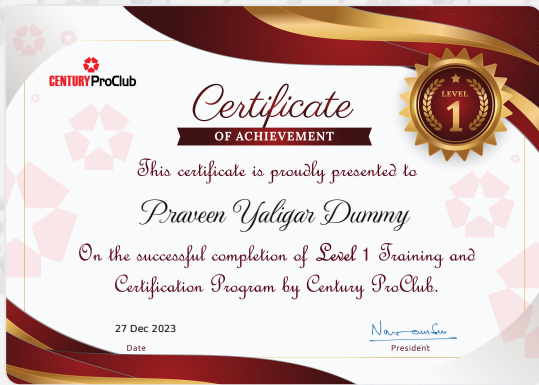 CENTURY ProClub
Certificate
OF ACHIEVEMENT
LEVEL
1
This certificate is proudly presented to
Praveen Yaligar Dummy
On the successful completion of Level 1 Training and
Certification Program by Century ProClub.
27 Dec 2023
Date
President